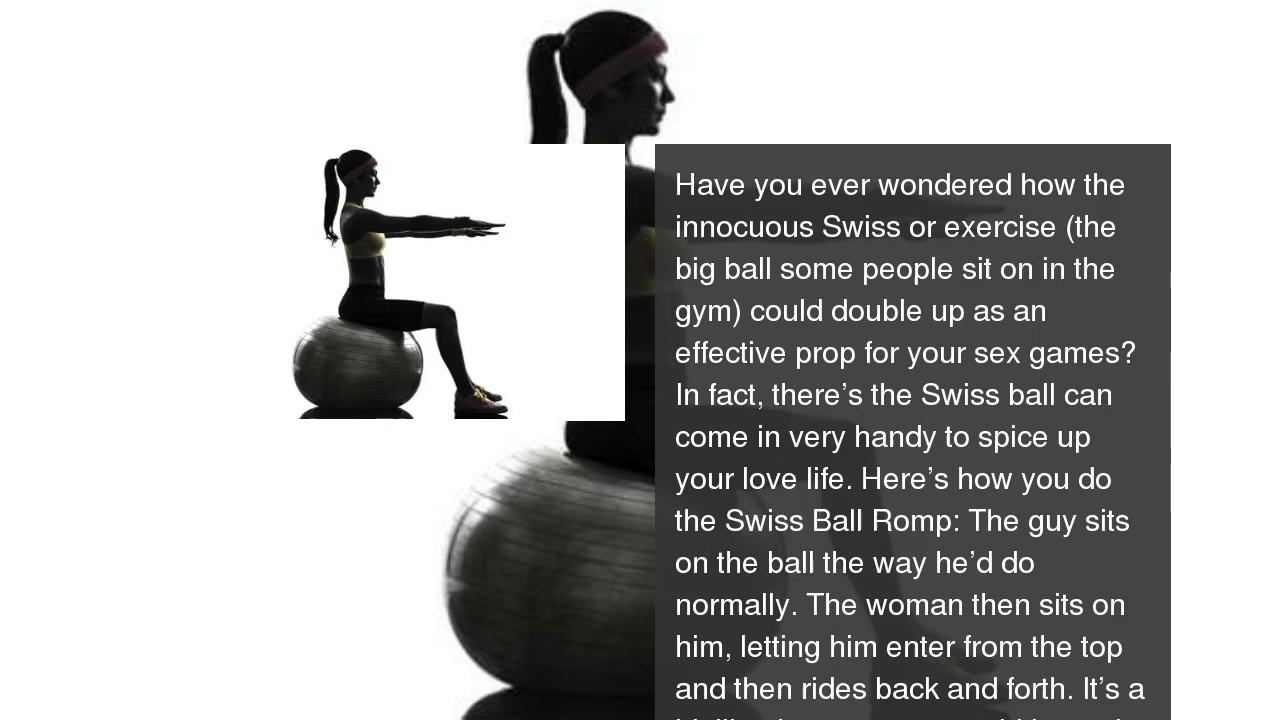 Have you ever wondered how the
innocuous Swiss or exercise (the
big ball some people sit on in the
gym) could double up as an
effective prop for your sex games?
In fact, there’s the Swiss ball can
come in very handy to spice up
your love life. Here’s how you do
the Swiss Ball Romp: The guy sits
on the ball the way he’d do
normally. The woman then sits on
him, letting him enter from the top
and then rides back and forth. It’s a